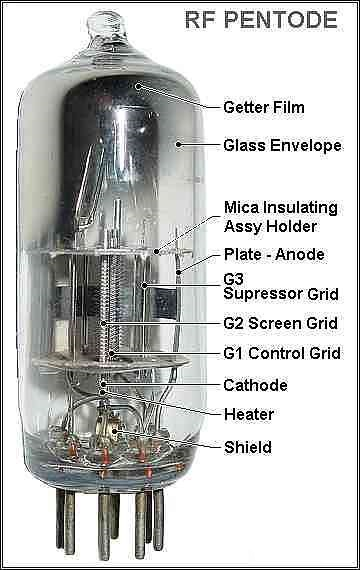 RF PENTODE
Getter Film
Glass Envelope
Mica Insulating
Assy Holder
Plate - Anode
G3
Supressor Grid
G2 Screen Grid
G1 Control Grid
Cathode
Heater
Shield